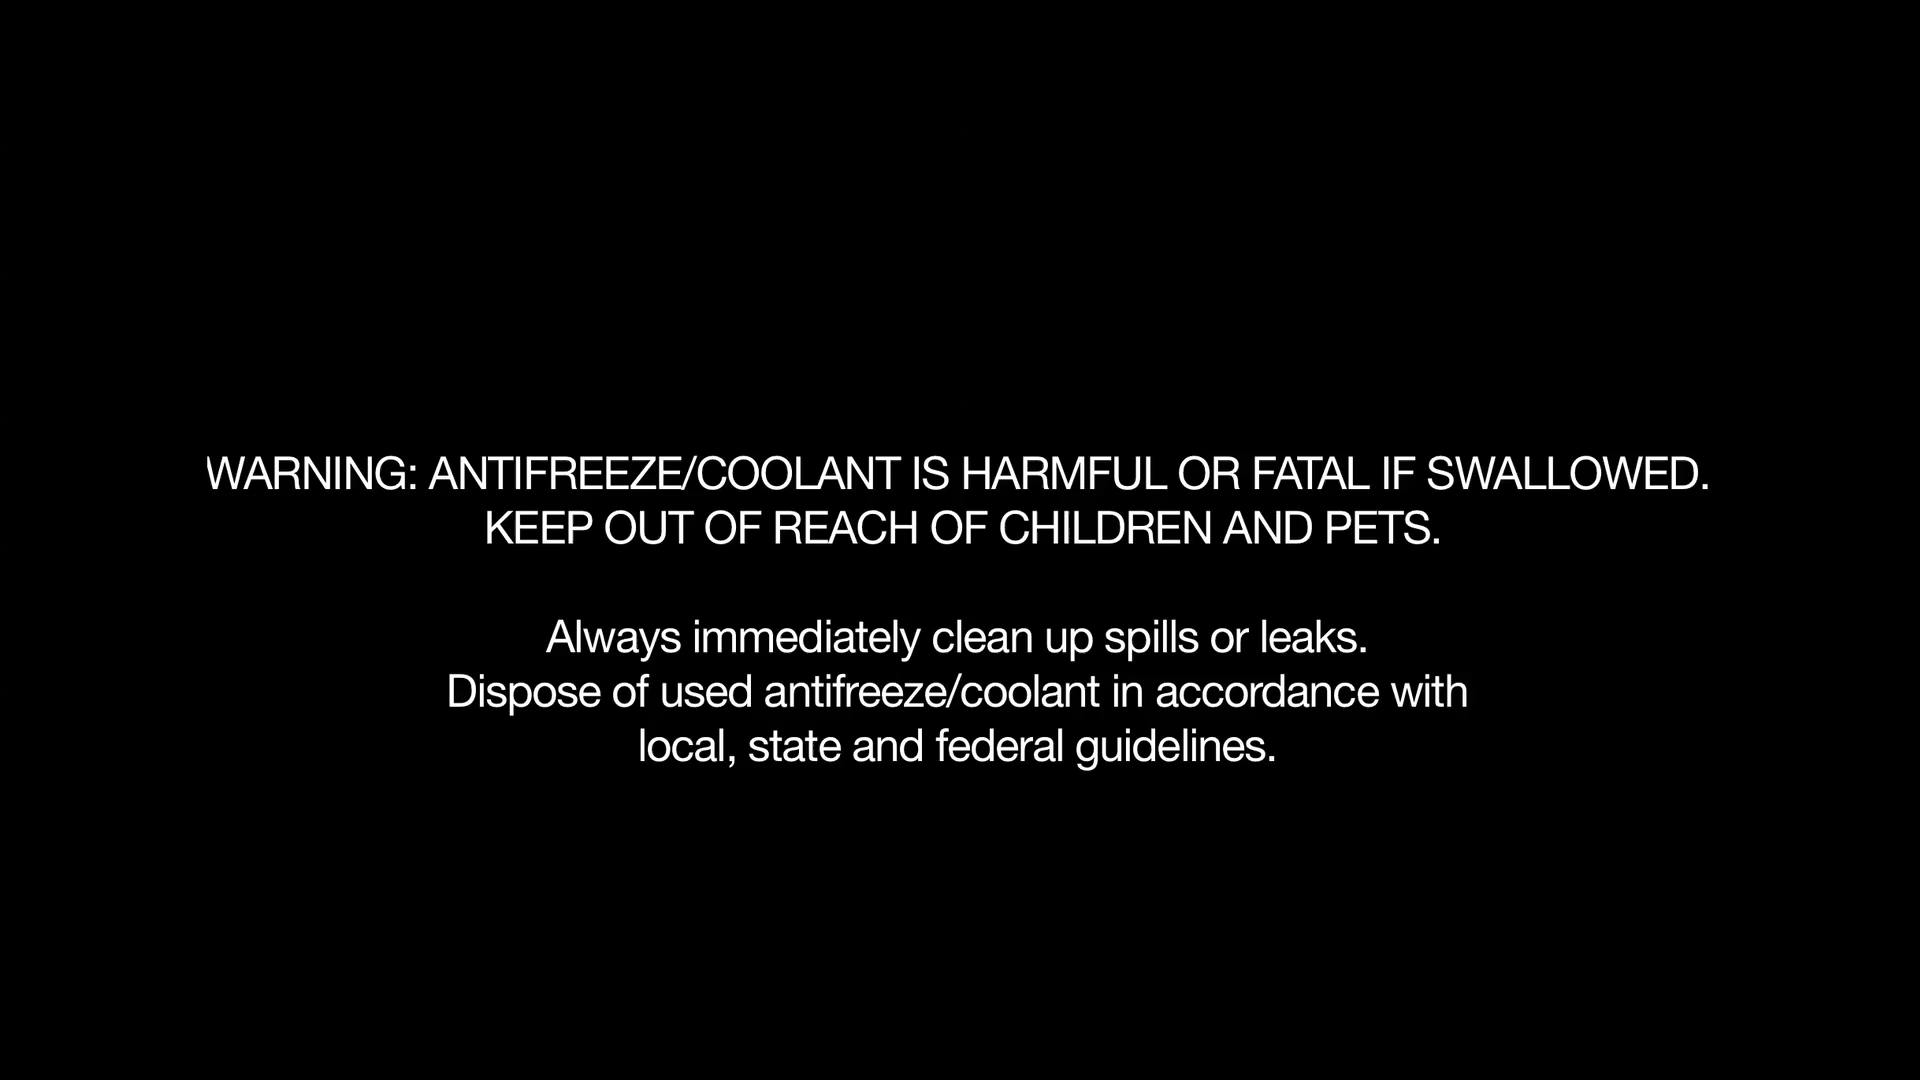 WARNING: ANTIFREEZE/COOLANT IS HARMFUL OR FATAL IF SWALLOWED.
KEEP OUT OF REACH OF CHILDREN AND PETS.
Always immediately clean up spills or leaks.
Dispose of used antifreeze/coolant in accordance with
local, state and federal guidelines.